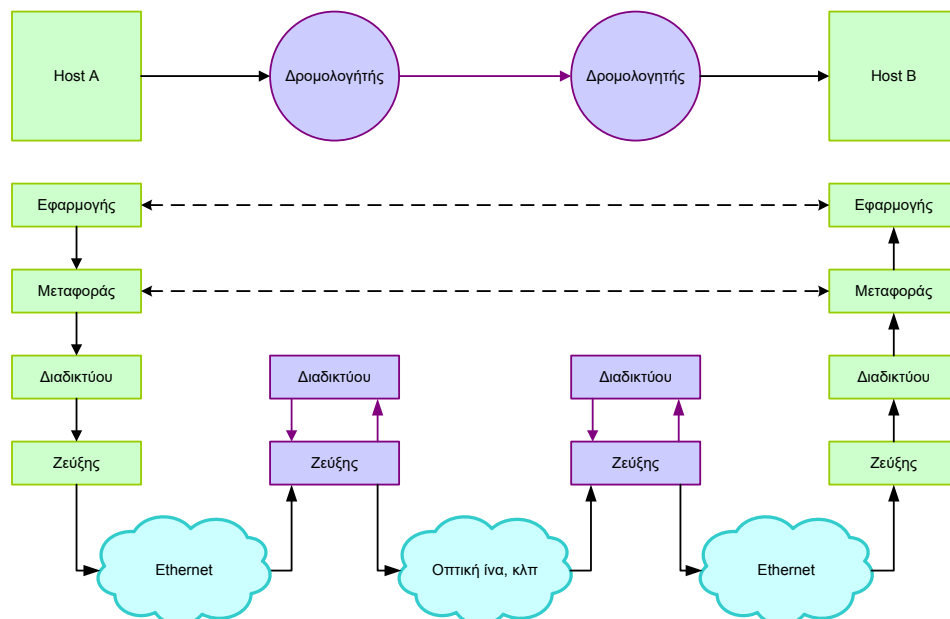 Host A
Δρομολογήτής
Δρομολογητής
Host B
Εφαρμογής
Εφαρμογής
Μεταφοράς
Μεταφοράς
Διαδικτύου
Διαδικτύου
Διαδικτύου
Διαδικτύου
Ζεύξης
Ζεύξης
Ζεύξης
Ζεύξης
Ethernet
Οπτική ίνα, κλπ
Ethernet